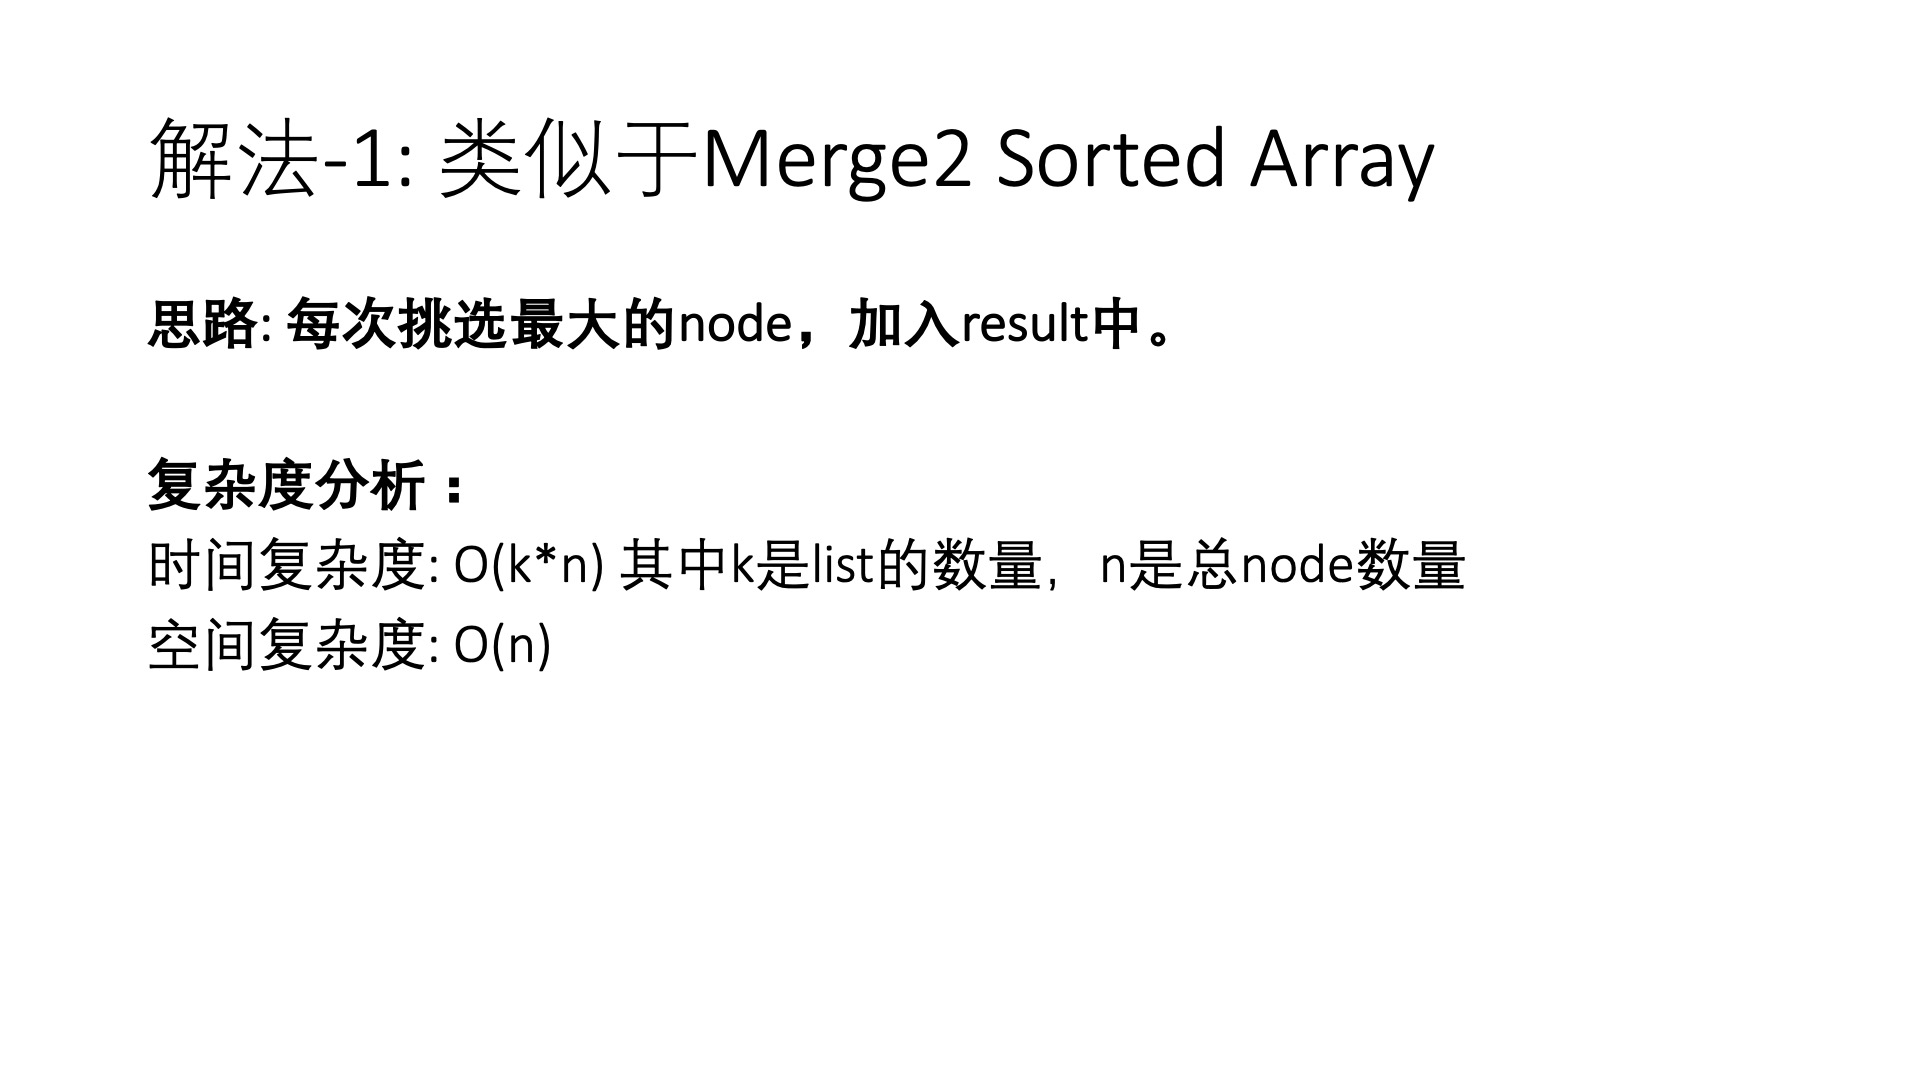 解法-1: 类似于Merge2 Sorted Array
思路: 每次挑选最大的node，加入result中。
复杂度分析：
时间复杂度: O(k*n) 其中k是list的数量，n是总node数量
空间复杂度: O(n)